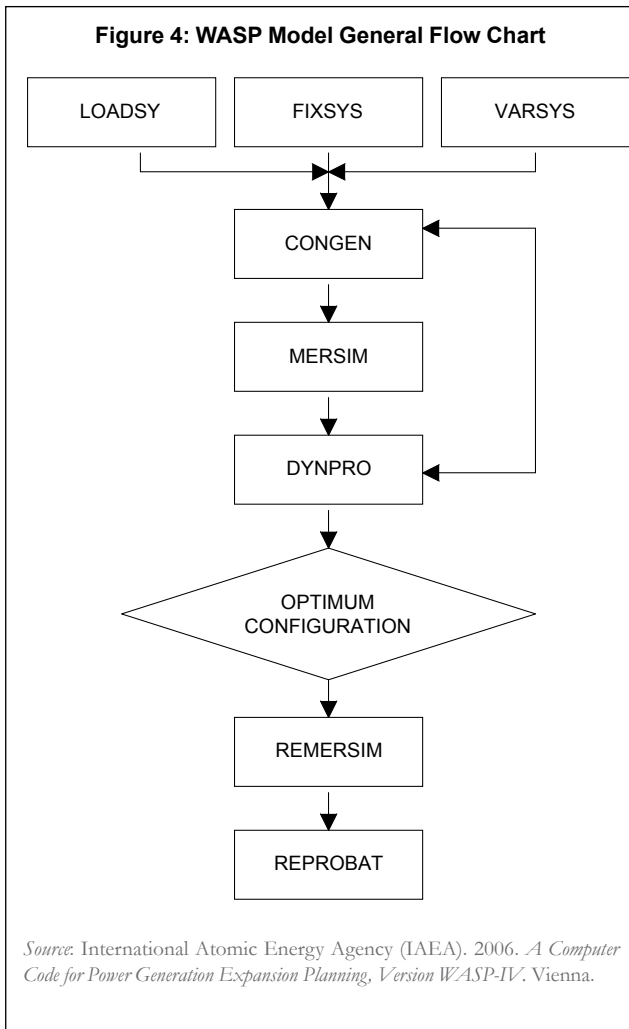 Figure 4: WASP Model General Flow Chart
LOADSY
FIXSYS
VARSYS
CONGEN
MERSIM
DYNPRO
OPTIMUM
CONFIGURATION
REMERSIM
REPROBAT
Source: International Atomic Energy Agency (IAEA). 2006. A Computer
Code for Power Generation Expansion Planning, Version WASP-IV. Vienna.